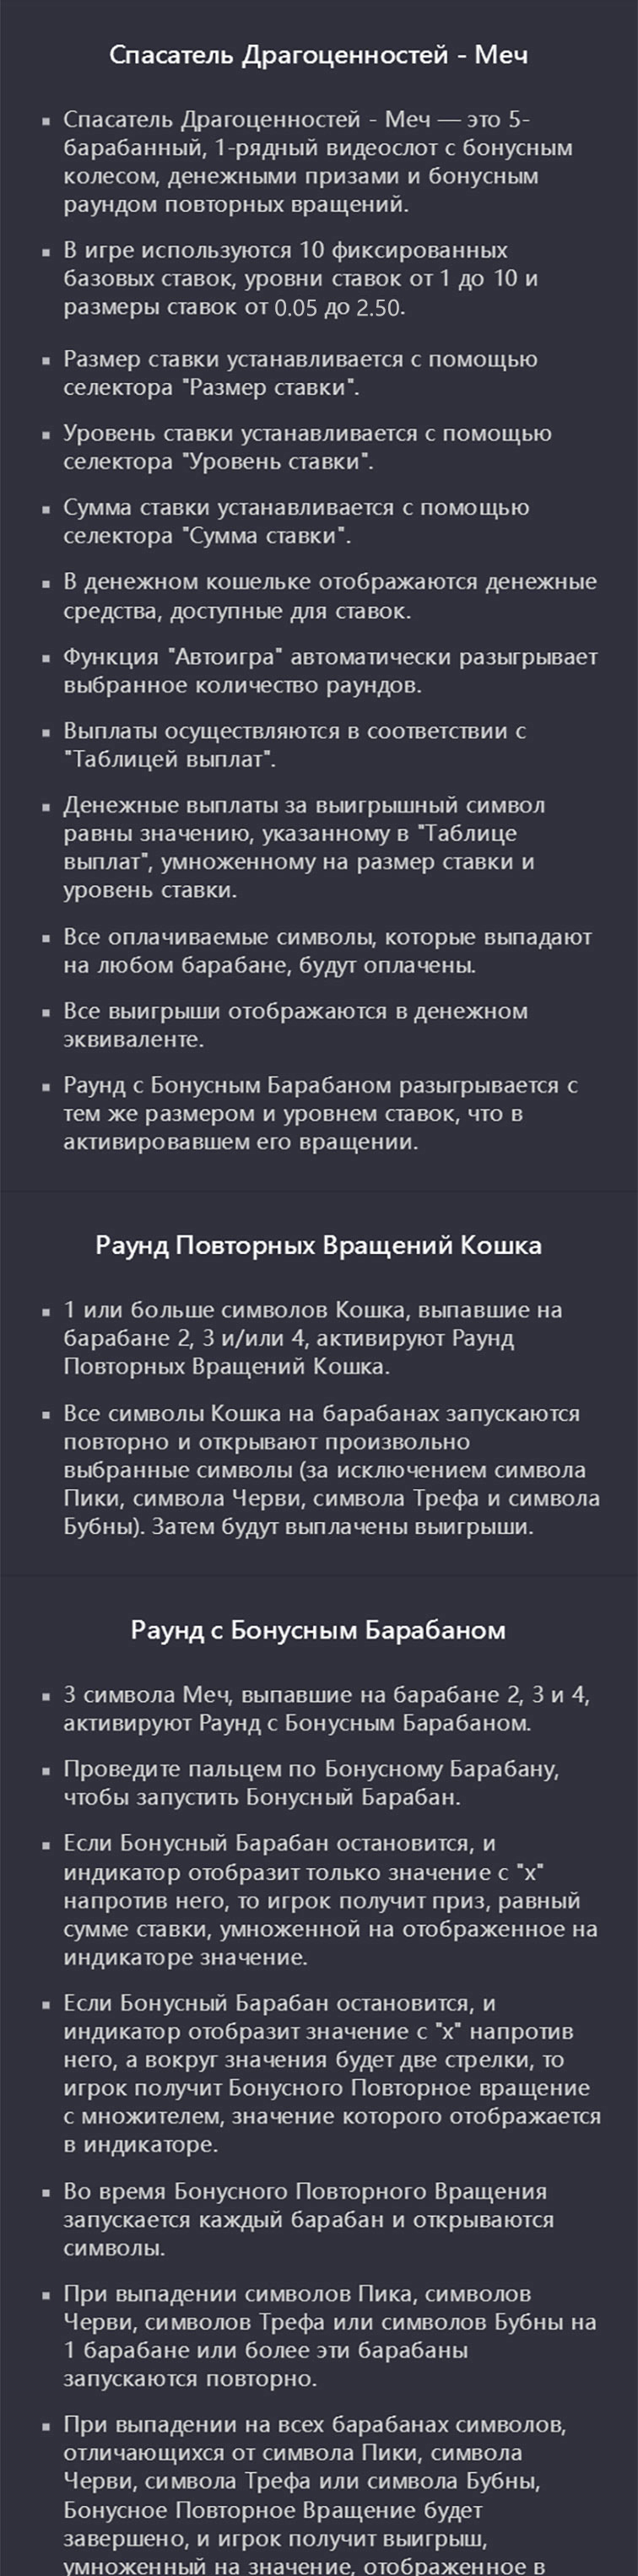 Спасатель Драгоценностей - Меч
▪ Спасатель Драгоценностей - Меч — это 5-
барабанный, 1-рядный видеослот с бонусным
колесом, денежными призами и бонусным
раундом повторных вращений.
▪ В игре используются 10 фиксированных
базовых ставок, уровни ставок от 1 до 10 и
размеры ставок от 0.05 до 2.50.
▪ Размер ставки устанавливается с помощью
селектора "Размер ставки".
▪ Уровень ставки устанавливается с помощью
селектора "Уровень ставки".
▪ Сумма ставки устанавливается с помощью
селектора "Сумма ставки".
▪ В денежном кошельке отображаются денежные
средства, доступные для ставок.
▪ Функция "Автоигра" автоматически разыгрывает
выбранное количество раундов.
▪ Выплаты осуществляются в соответствии с
"Таблицей выплат".
▪ Денежные выплаты за выигрышный символ
равны значению, указанному в "Таблице
выплат", умноженному на размер ставки и
уровень ставки.
▪ Все оплачиваемые символы, которые выпадают
на любом барабане, будут оплачены.
▪ Все выигрыши отображаются в денежном
эквиваленте.
▪ Раунд с Бонусным Барабаном разыгрывается с
тем же размером и уровнем ставок, что в
активировавшем его вращении.
Раунд Повторных Вращений Кошка
▪ 1 или больше символов Кошка, выпавшие на
барабане 2, 3 и/или 4, активируют Раунд
Повторных Вращений Кошка.
▪ Все символы Кошка на барабанах запускаются
повторно и открывают произвольно
выбранные символы (за исключением символа
Пики, символа Черви, символа Трефа и символа
Бубны). Затем будут выплачены выигрыши.
Раунд с Бонусным Барабаном
▪ 3 символа Меч, выпавшие на барабане 2, 3 и 4,
активируют Раунд с Бонусным Барабаном.
▪ Проведите пальцем по Бонусному Барабану,
чтобы запустить Бонусный Барабан.
▪ Если Бонусный Барабан остановится, и
индикатор отобразит только значение с "x"
напротив него, то игрок получит приз, равный
сумме ставки, умноженной на отображенное на
индикаторе значение.
▪ Если Бонусный Барабан остановится, и
индикатор отобразит значение с "x" напротив
него, а вокруг значения будет две стрелки, то
игрок получит Бонусного Повторное вращение
с множителем, значение которого отображается
в индикаторе.
▪ Во время Бонусного Повторного Вращения
запускается каждый барабан и открываются
символы.
▪ При выпадении символов Пика, символов
Черви, символов Трефа или символов Бубны на
1 барабане или более эти барабаны
запускаются повторно.
▪ При выпадении на всех барабанах символов,
отличающихся от символа Пики, символа
Черви, символа Трефа или символа Бубны,
Бонусное Повторное Вращение будет
завершено, и игрок получит выигрыш,
умноженный на значение, отображенное в